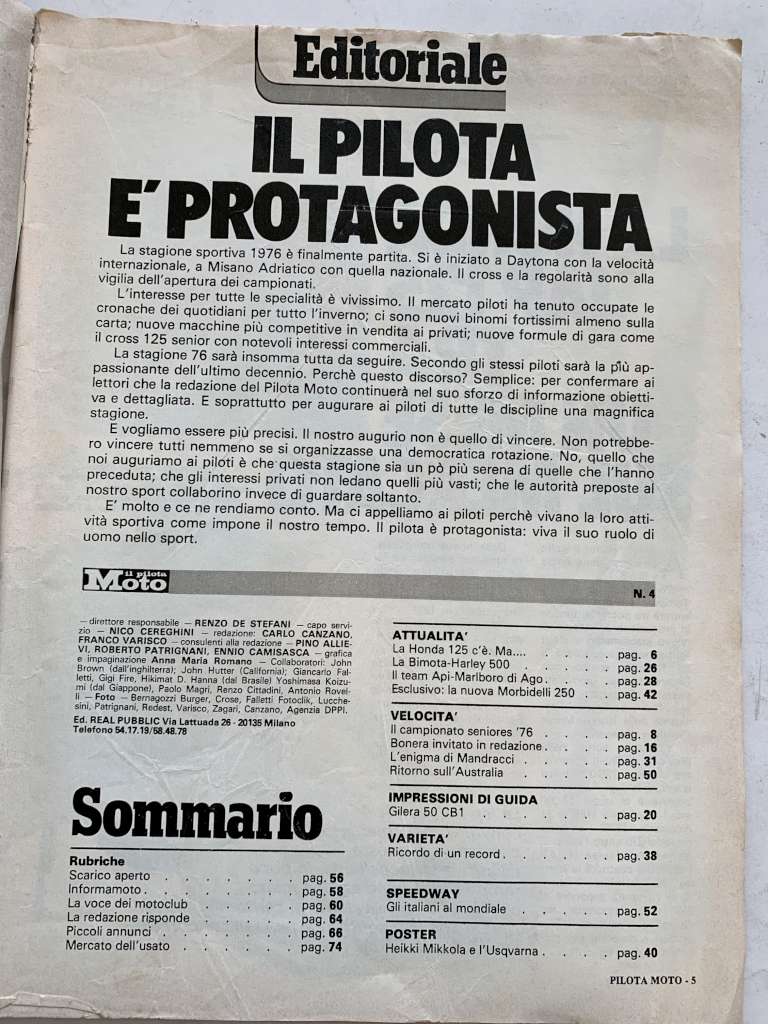 Editoriale
IL PILOTA
E' PROTAGONISTA
La stagione sportiva 1976 è finalmente partita. Si è iniziato a Daytona con la velocità
internazionale, a Misano Adriatico con quella nazionale. Il cross e la regolarità sono alla
vigilia dell'apertura dei campionati.
L'interesse per tutte le specialità è vivissimo. Il mercato piloti ha tenuto occupate le
cronache dei quotidiani per tutto l'inverno; ci sono nuovi binomi fortissimi almeno sulla
carta; nuove macchine più competitive in vendita ai privati; nuove formule di gara come
il cross 125 senior con notevoli interessi commerciali.
La stagione 76 sarà insomma tutta da seguire. Secondo gli stessi piloti sarà la più ap-
passionante dell'ultimo decennio. Perchè questo discorso? Semplice: per confermare ai
lettori che la redazione del Pilota Moto continuerà nel suo sforzo di informazione obietti-
va e dettagliata. E soprattutto per augurare ai piloti di tutte le discipline una magnifica
stagione.
E vogliamo essere più precisi. Il nostro augurio non è quello di vincere. Non potrebbe-
ro vincere tutti nemmeno se si organizzasse una democratica rotazione. No, quello che
noi auguriamo ai piloti è che questa stagione sia un pò più serena di quelle che l'hanno
preceduta; che gli interessi privati non ledano quelli più vasti; che le autorità preposte al
nostro sport collaborino invece di guardare soltanto.
E' molto e ce ne rendiamo conto. Ma ci appelliamo ai piloti perchè vivano la loro atti-
vità sportiva come impone il nostro tempo. Il pilota è protagonista: viva il suo ruolo di
uomo nello sport.
il pilota
Moto
N. 4
— direttore responsabile — RENZO DE STEFANI — capo servi-
zio — NICO CEREGHINI — redazione: CARLO CANZANO,
FRANCO VARISCO — consulenti alla redazione — PINO ALLIE-
VI, ROBERTO PATRIGNANI, ENNIO CAMISASCA — grafica
e impaginazione Anna Maria Romano — Collaboratori: John
Brown (dall'inghilterra); John Hutter (California); Giancarlo Fal-
letti, Gigi Fire, Hikimat D. Hanna (dal Brasile) Yoshimasa Koizu-
mi (dal Giappone), Paolo Magri, Renzo Cittadini, Antonio Rovel-
li — Foto — Bernagozzi Burger, Crose, Falletti Fotoclik, Lucche-
sini, Patrignani, Redest, Varisco, Zagari, Canzano, Agenzia DPPI.
Ed. REAL PUBBLIC Via Lattuada 26 - 20135 Milano
Telefono 54.17.19/58.48.78
Sommario
Rubriche
Scarico aperto . . . . . . . pag. 56
Informamoto . . . . . . . pag. 58
La voce dei motoclub . . . . . pag. 60
La redazione risponde . . . . . pag. 64
Piccoli annunci . . . . . . . pag. 66
Mercato dell'usato . . . . . . pag. 74
ATTUALITA'
La Honda 125 c'è. Ma.... . . . . pag. 6
La Bimota-Harley 500 . . . . . pag. 26
Il team Api-Marlboro di Ago . . . . pag. 28
Esclusivo: la nuova Morbidelli 250 . . pag. 42
VELOCITA'
Il campionato seniores '76 . . . . pag. 8
Bonera invitato in redazione . . . . pag. 16
L'enigma di Mandracci . . . . . pag. 31
Ritorno sull'Australia . . . . . pag. 50
IMPRESSIONI DI GUIDA
Gilera 50 CB1 . . . . . . . pag. 20
VARIETA'
Ricordo di un record . . . . . . pag. 38
SPEEDWAY
Gli italiani al mondiale . . . . . pag. 52
POSTER
Heikki Mikkola e l'Usqvarna . . . . pag. 40
PILOTA MOTO - 5